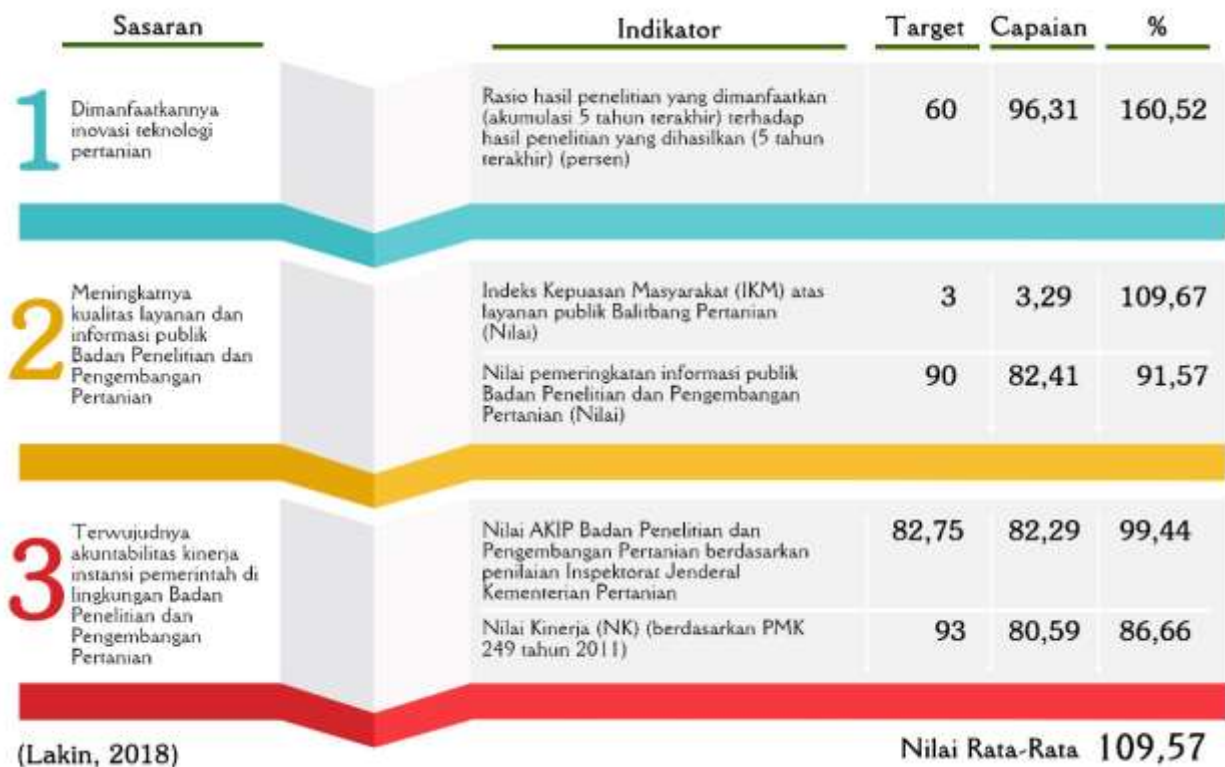 Sasaran Indikator Target Capaian %
1
Dimanfaatkannya
inovasi teknologi
pertanian
Rasio hasil penelitian yang dimanfaatkan
(akumulasi 5 tahun terakhir) terhadap
hasil penelitian yang dihasilkan (5 tahun
terakhir) (persen)
60 96,31 160,52
2
Meningkatnya
kualitas layanan dan
informasi publik
Badan Penelitian dan
Pengembangan
Pertanian
Indeks Kepuasan Masyarakat (IKM) atas
layanan publik Balitbang Pertanian
(Nilai)
3 3,29 109,67
Nilai pemeringkatan informasi publik
Badan Penelitian dan Pengembangan
Pertanian (Nilai)
90 82,41 91,57
3
Terwujudnya
akuntabilitas kinerja
instansi pemerintah di
lingkungan Badan
Penelitian dan
Pengembangan
Pertanian
Nilai AKIP Badan Penelitian dan
Pengembangan Pertanian berdasarkan
penilaian Inspektorat Jenderal
Kementerian Pertanian
82,75 82,29 99,44
Nilai Kinerja (NK) (berdasarkan PMK
249 tahun 2011)
93 80,59 86,66
(Lakin, 2018)
Nilai Rata-Rata 109,57